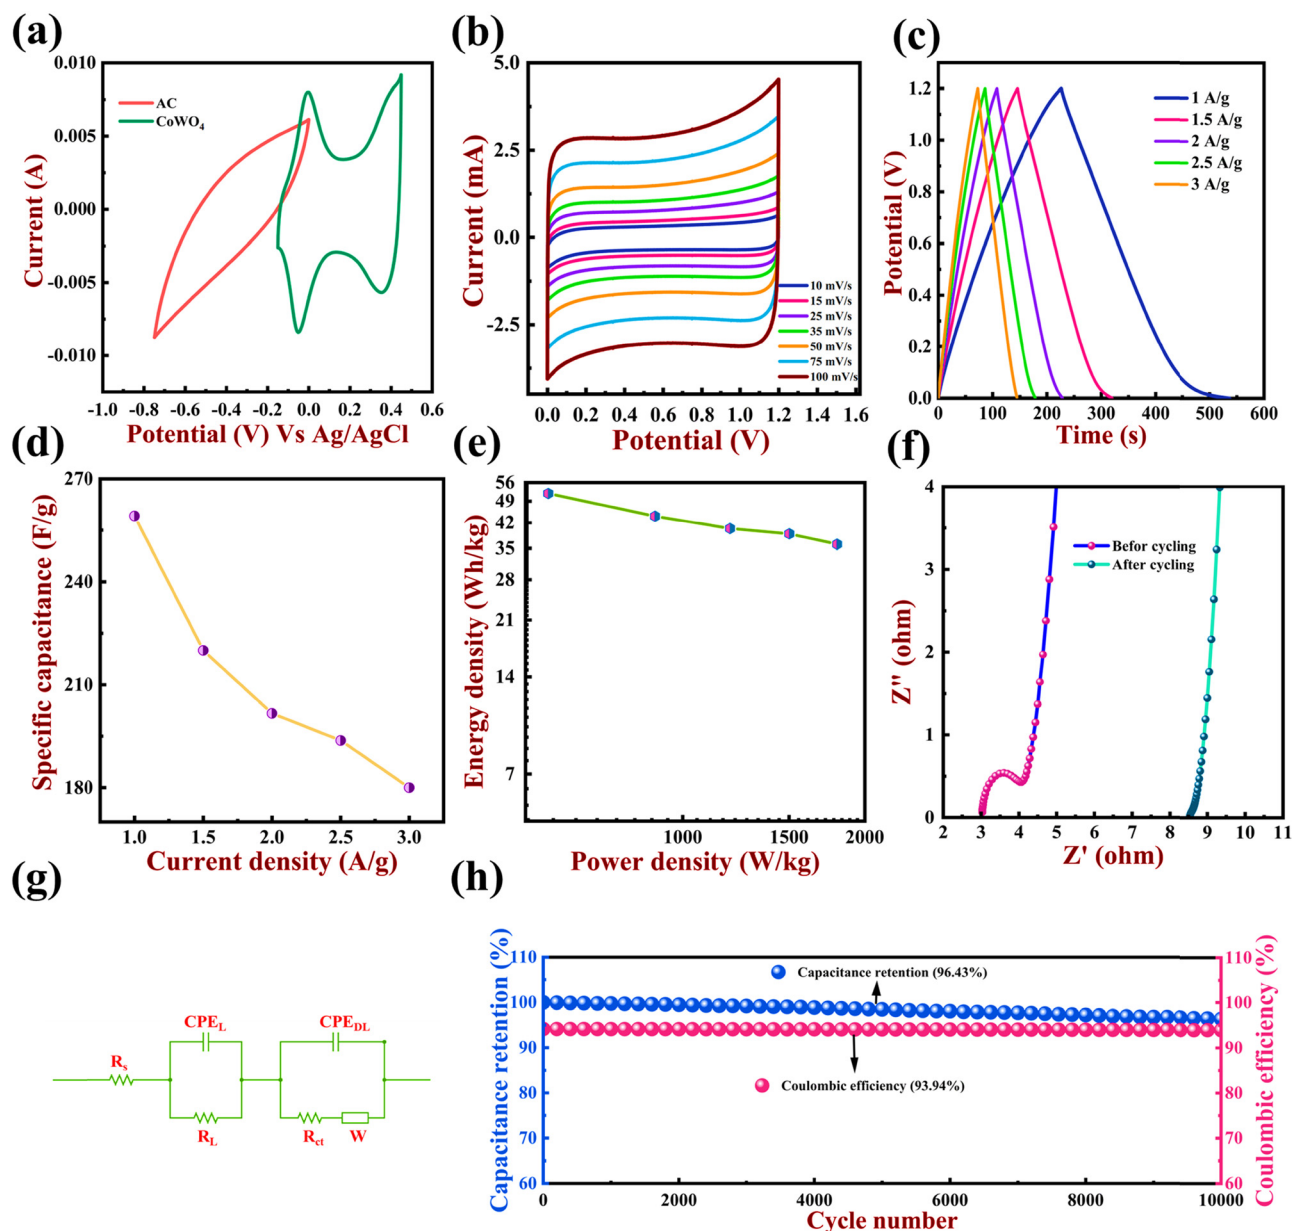 (a)
0.010
0.005
0.000
-0.005
-0.010
Current (A)
AC
CoWO4
-1.0 -0.8 -0.6 -0.4 -0.2 0.0 0.2 0.4 0.6
Potential (V) Vs Ag/AgCl
(b)
5.0
2.5
0.0
-2.5
Current (mA)
10 mV/s
15 mV/s
25 mV/s
35 mV/s
50 mV/s
75 mV/s
100 mV/s
0.0 0.2 0.4 0.6 0.8 1.0 1.2 1.4 1.6
Potential (V)
(c)
1.2
1.0
0.8
0.6
0.4
0.2
0.0
Potential (V)
1 A/g
1.5 A/g
2 A/g
2.5 A/g
3 A/g
0 100 200 300 400 500 600
Time (s)
(d)
270
240
210
180
Specific capacitance (F/g)
1.0 1.5 2.0 2.5 3.0
Current density (A/g)
(e)
56
49
42
35
28
21
14
7
Energy density (Wh/kg)
1000 1500 2000
Power density (W/kg)
(f)
4
3
2
1
0
Z'' (ohm)
Befor cycling
After cycling
2 3 4 5 6 7 8 9 10 11
Z' (ohm)
(g)
CPEL CPEDL
Rs
RL Rct W
(h)
110
100
90
80
70
60
Capacitance retention (%)
Capacitance retention (96.43%)
Coulombic efficiency (93.94%)
110
100
90
80
70
60
Coulombic efficiency (%)
0 2000 4000 6000 8000 10000
Cycle number